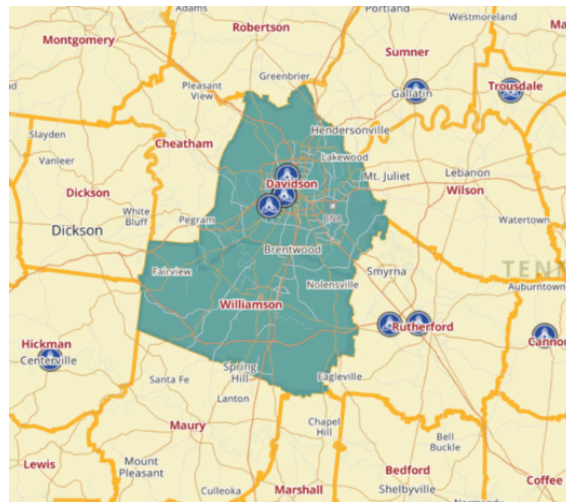 Adams
Portland
Westmoreland
Robertson
Montgomery
Sumner
Greenbrier
Pleasant
View
Gallatin
Trousdale
Hendersonville
Slayden
Cheatham
Vanleer
Lakewood
Lebanon
Mt. Juliet
Dickson
Davidson
Wilson
White
Bluff
Pegram
BNA
Watertown
Dickson
Brentwood
Fairview
Smyrna
TENN
Nolensville
Auburntown
Williamson
Rutherford
Hickman
Cannon
Centerville
Spring
Hill
Santa Fe
Eagleville
Lanton
Maury
Chapel
Hill
Bell
Buckle
Lewis
Mount
Pleasant
Bedford
Coffee
Culleoka
Marshall
Shelbyville